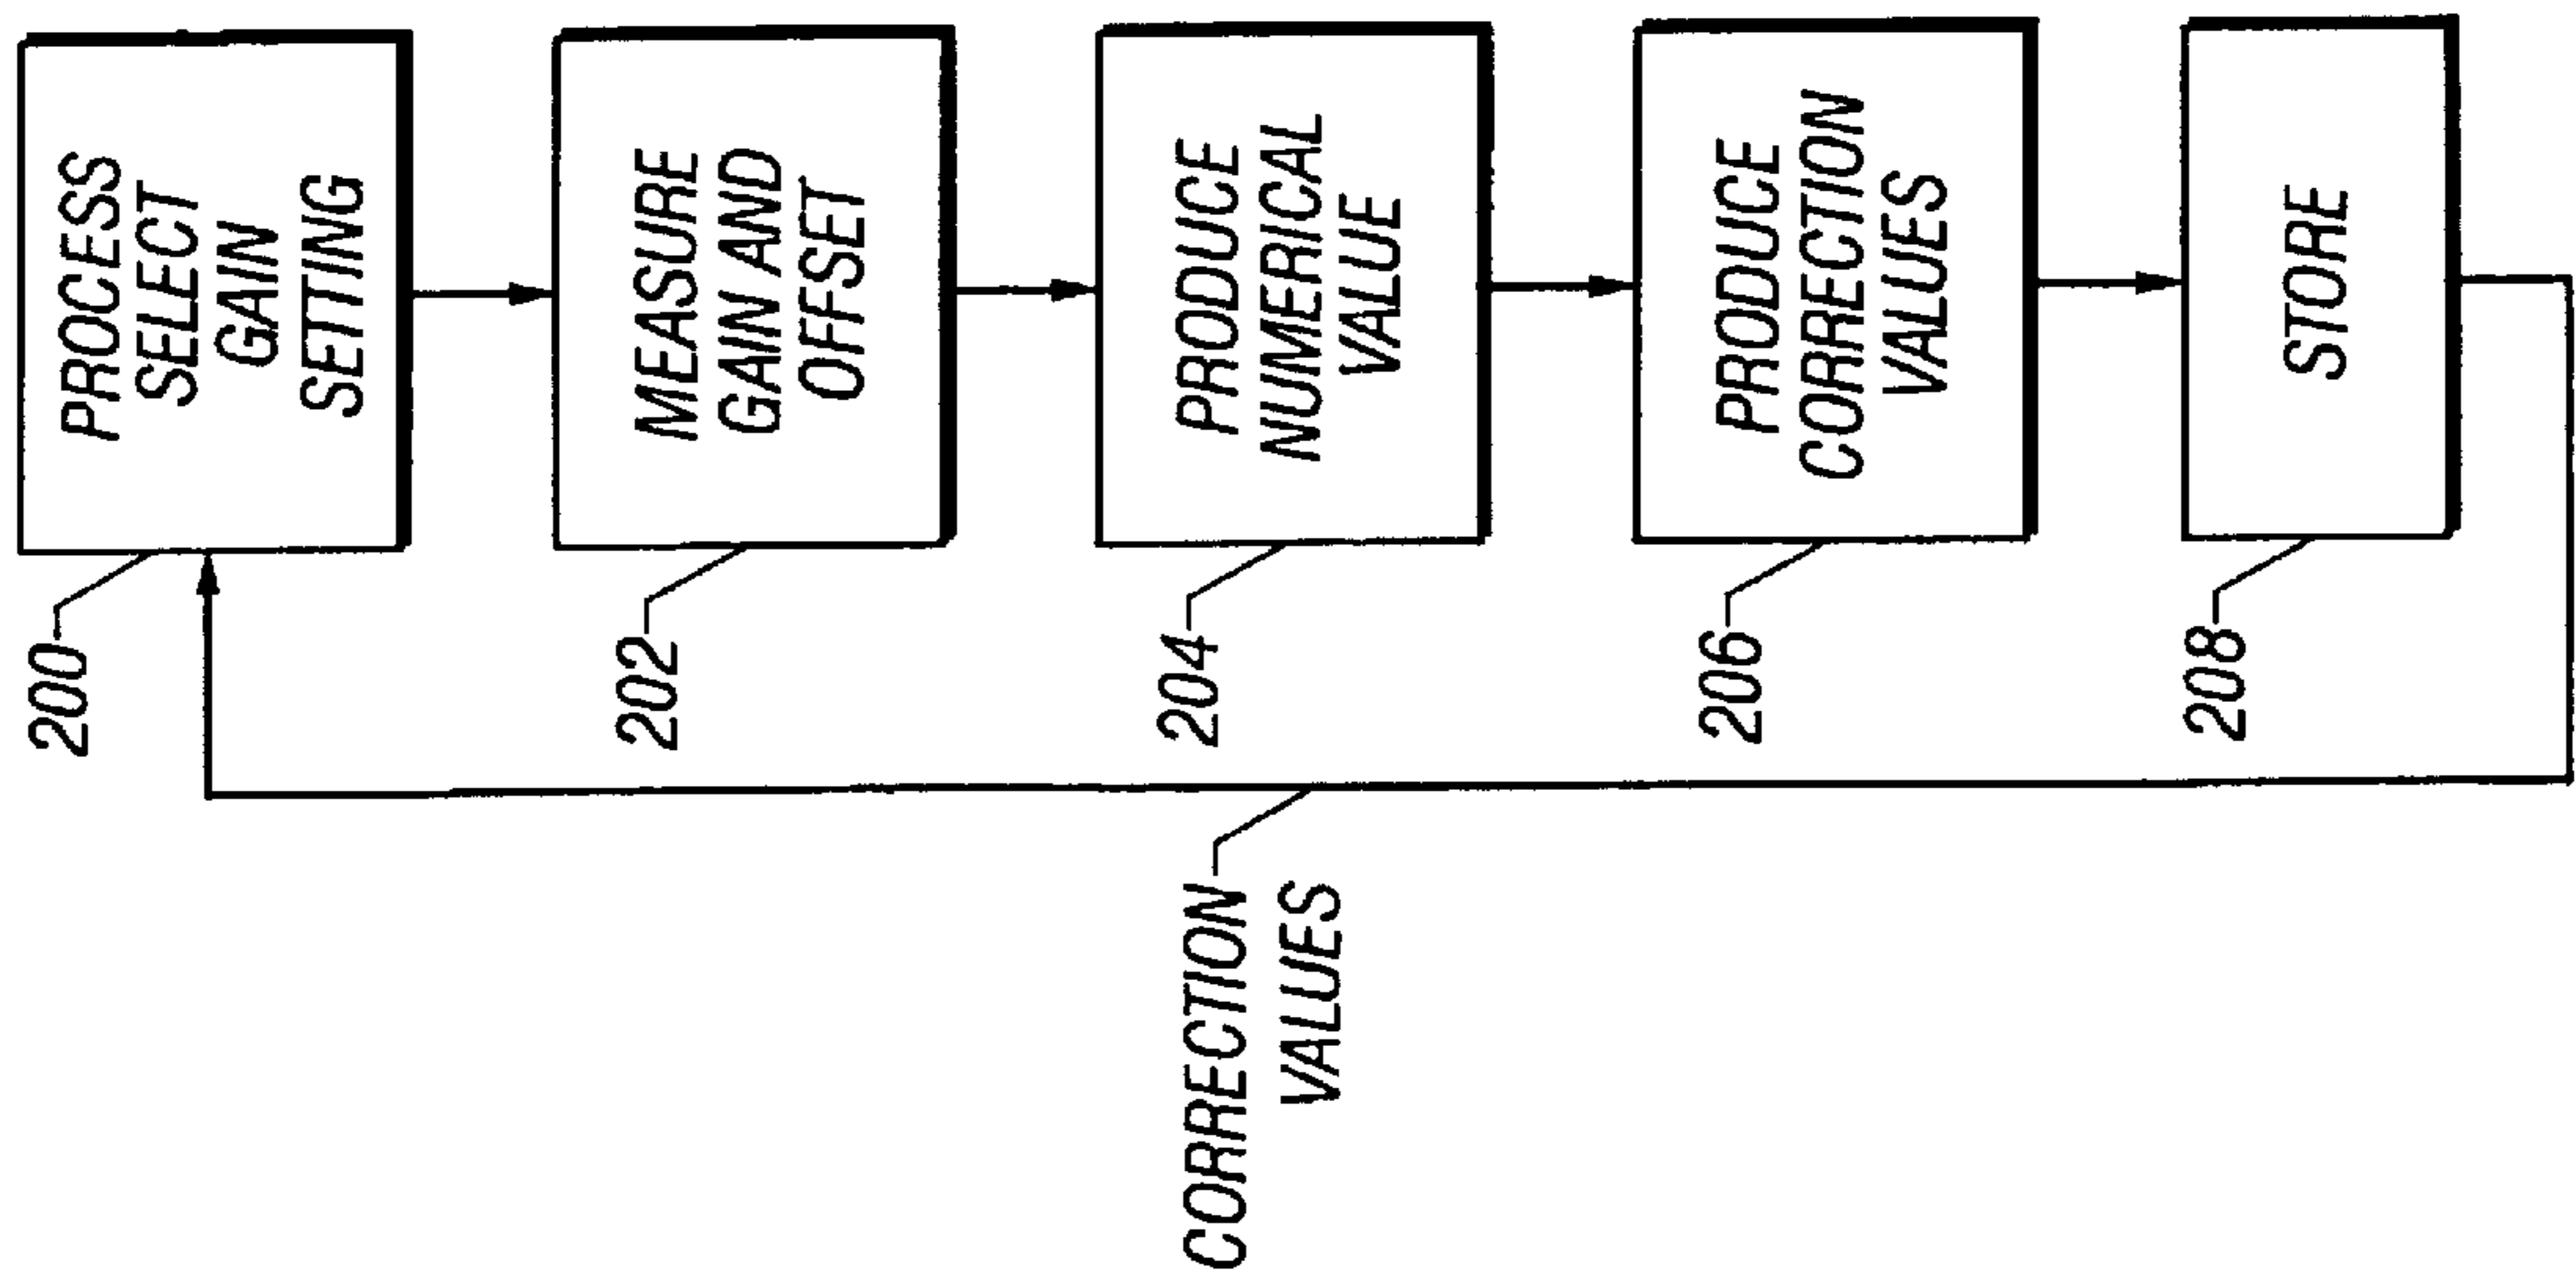 PROCESS
SELECT
GAIN
SETTING
200
MEASURE
GAIN AND
OFFSET
202
PRODUCE
NUMERICAL
VALUE
204
PRODUCE
CORRECTION
VALUES
206
STORE
208
CORRECTION
VALUES